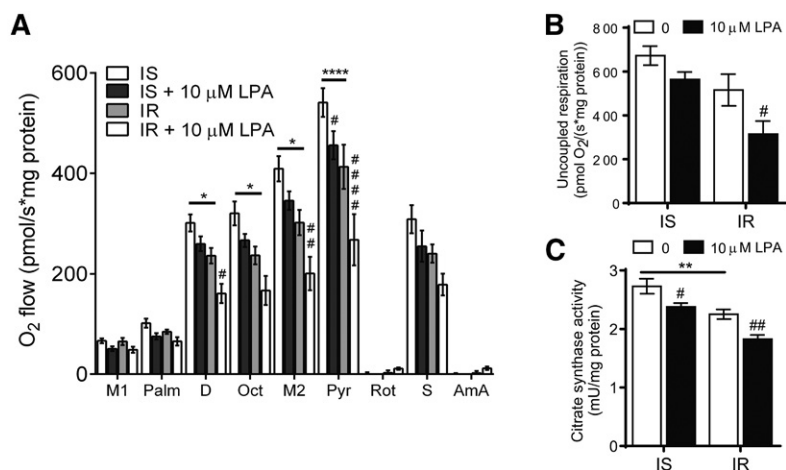 A
O₂ flow (pmol/s*mg protein)
600
400
200
0
IS
IS + 10 μM LPA
IR
IR + 10 μM LPA
*
*
*
****
#
##
#
####
M1 Palm D Oct M2 Pyr Rot S AmA
B
0 10 μM LPA
Uncoupled respiration
(pmol O₂/(s*mg protein))
800
600
400
200
0
#
IS IR
C
0 10 μM LPA
Citrate synthase activity
(mU/mg protein)
3
2
1
0
**
#
##
IS IR